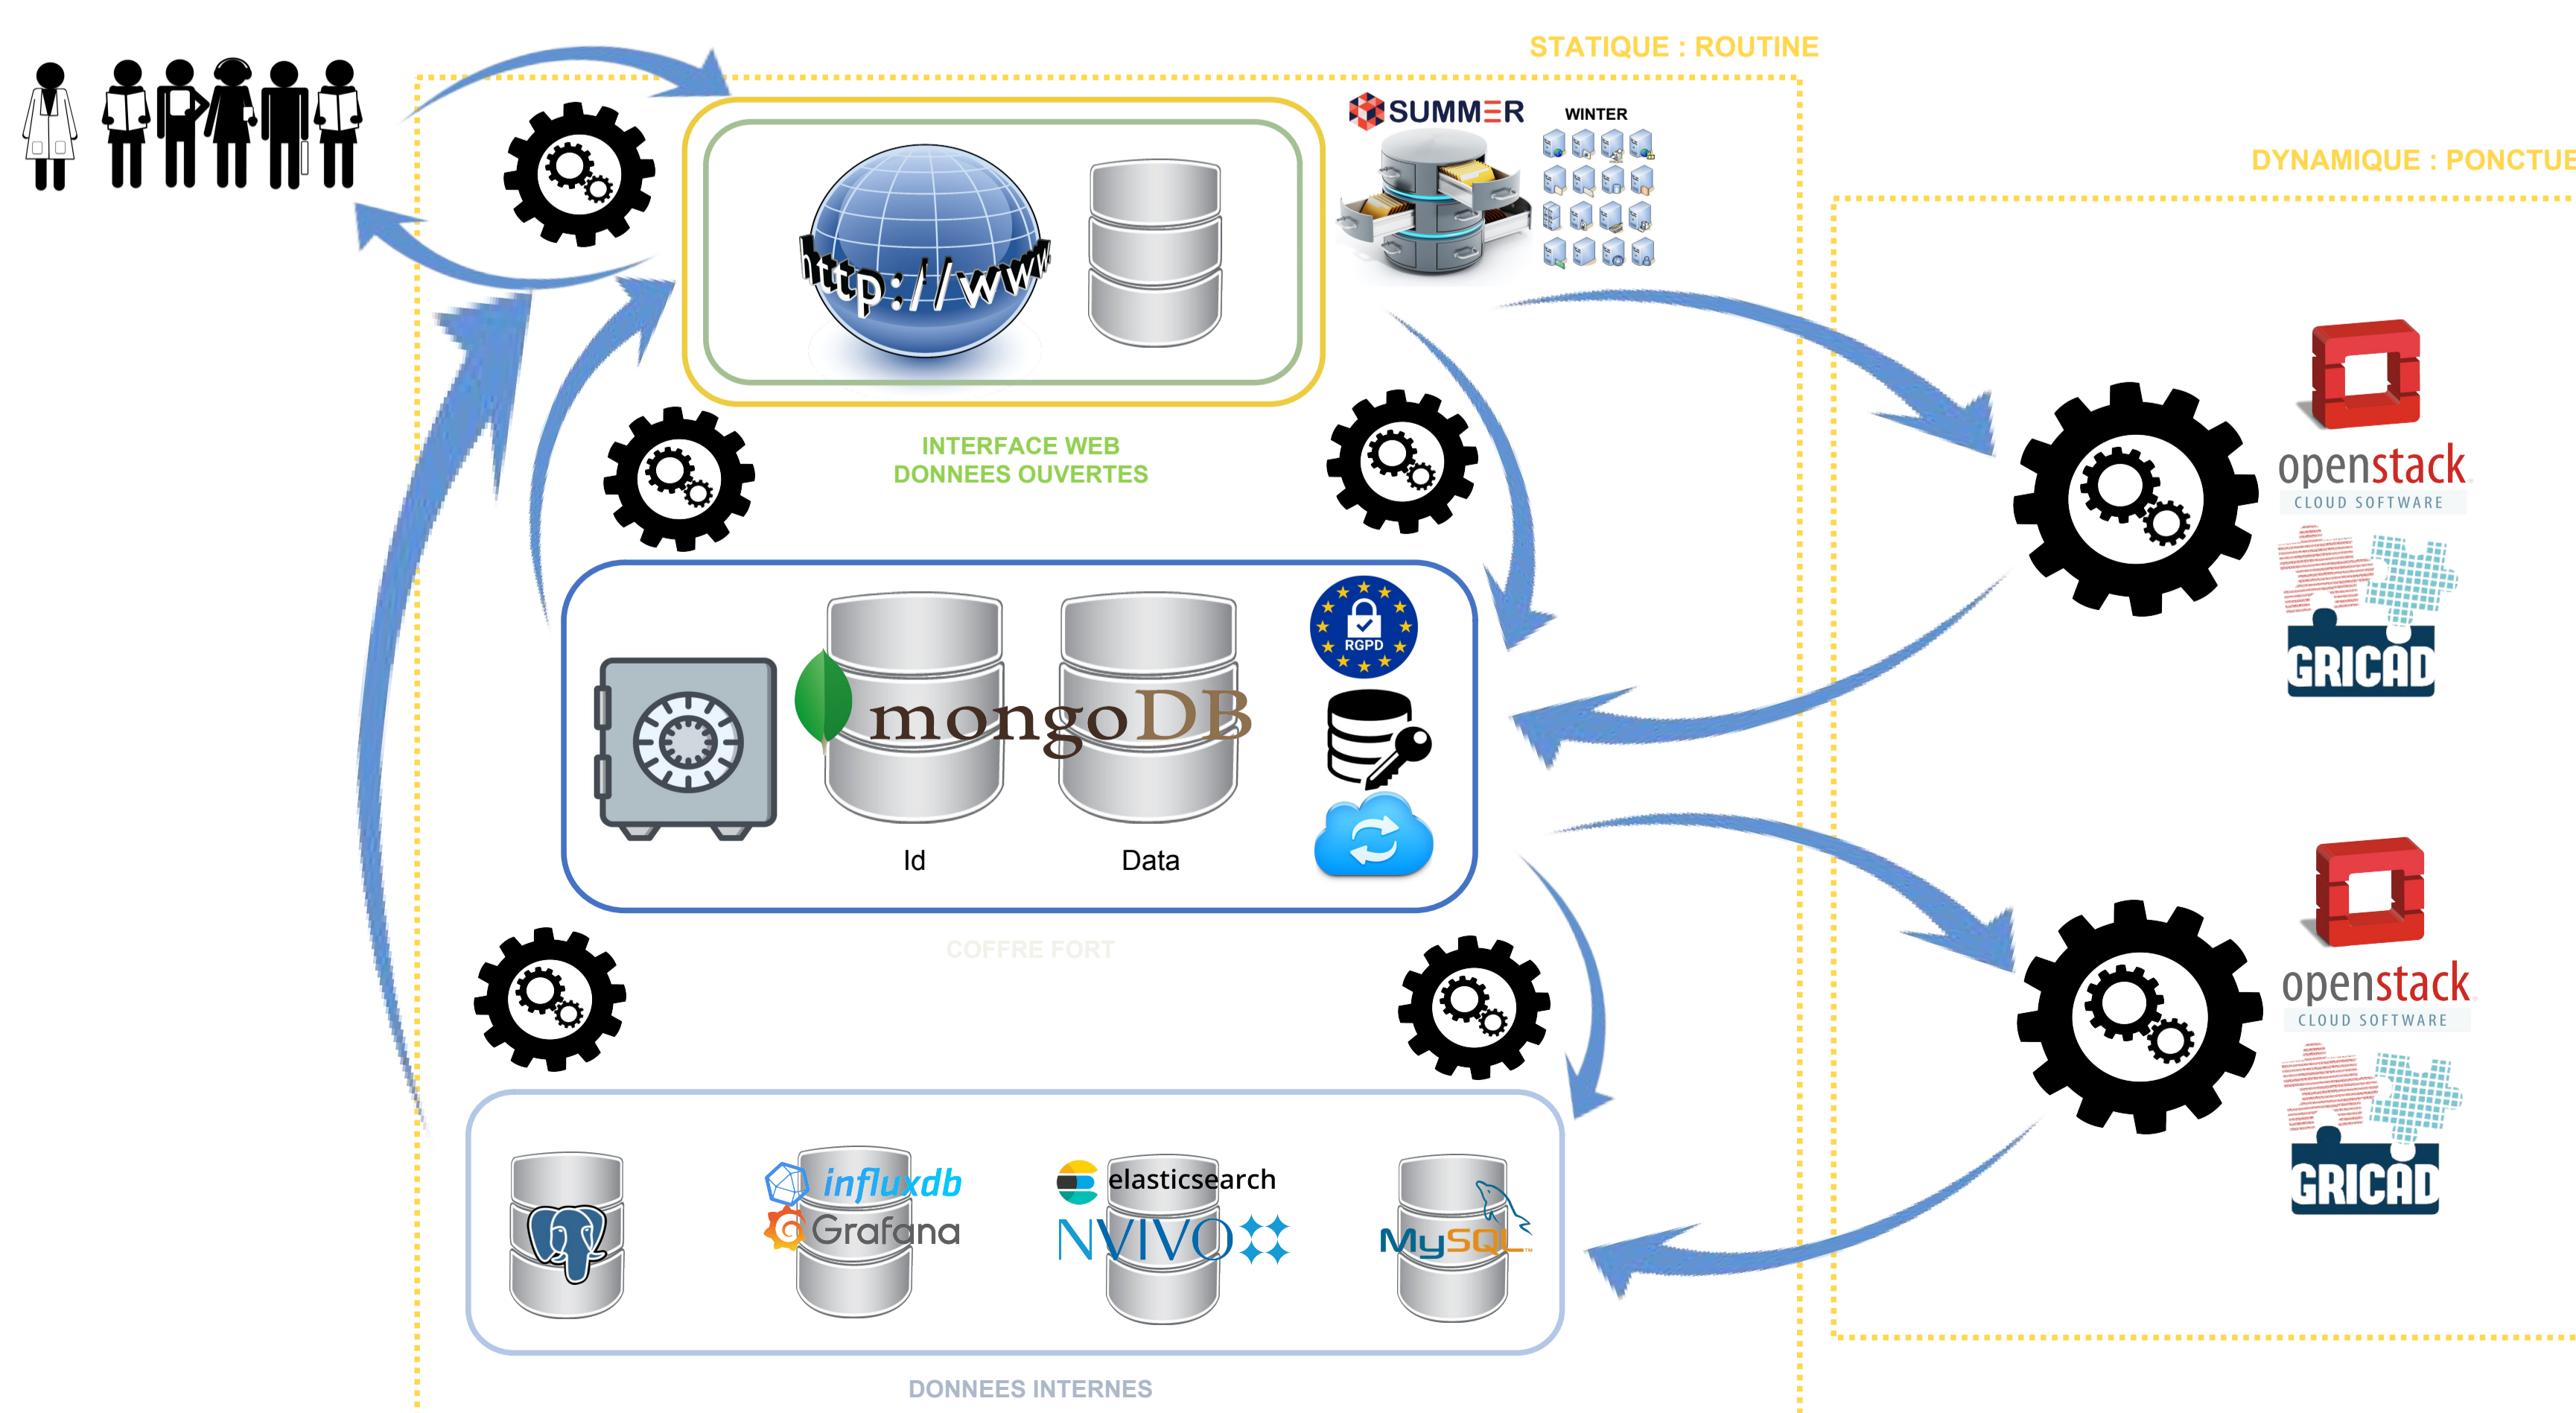 STATIQUE : ROUTINE
SUMMER
WINTER
DYNAMIQUE : PONCTUE
http://www.
INTERFACE WEB
DONNEES OUVERTES
openstack
CLOUD SOFTWARE
GRICAD
RGPD
mongoDB
Id
Data
COFFRE FORT
openstack
CLOUD SOFTWARE
GRICAD
influxdb
Grafana
elasticsearch
NVIVO
MySQL™
DONNEES INTERNES